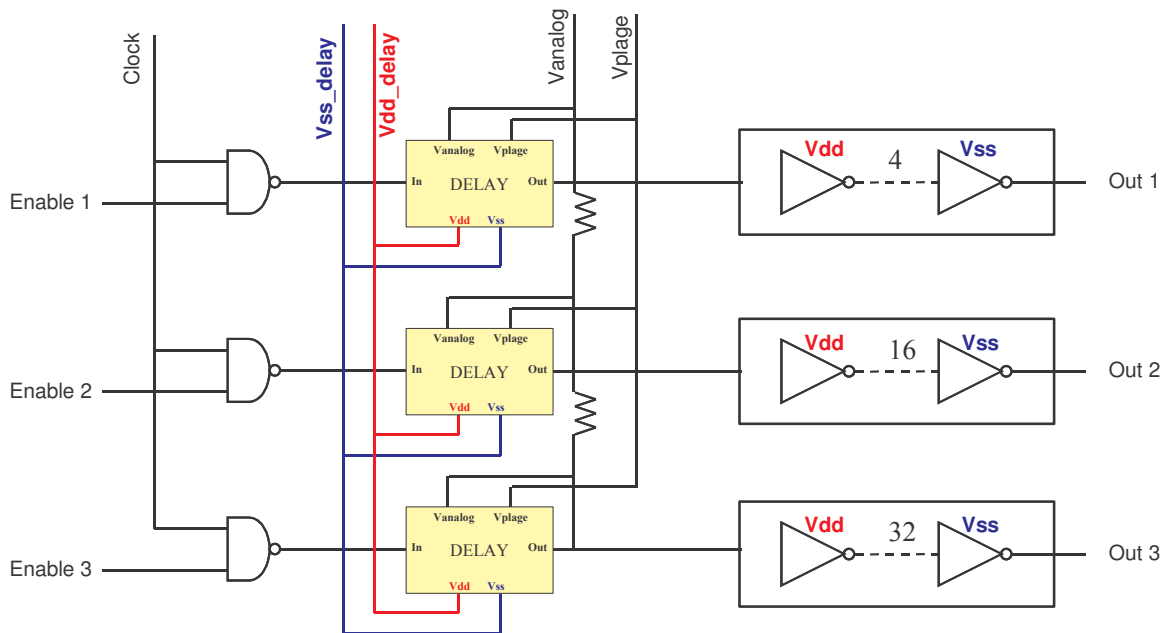 Clock
Vss_delay
Vdd_delay
Vanalog
Vplage
Enable 1
Vanalog Vplage
In DELAY Out
Vdd Vss
Vdd 4 Vss
Out 1
Enable 2
Vanalog Vplage
In DELAY Out
Vdd Vss
Vdd 16 Vss
Out 2
Enable 3
Vanalog Vplage
In DELAY Out
Vdd Vss
Vdd 32 Vss
Out 3